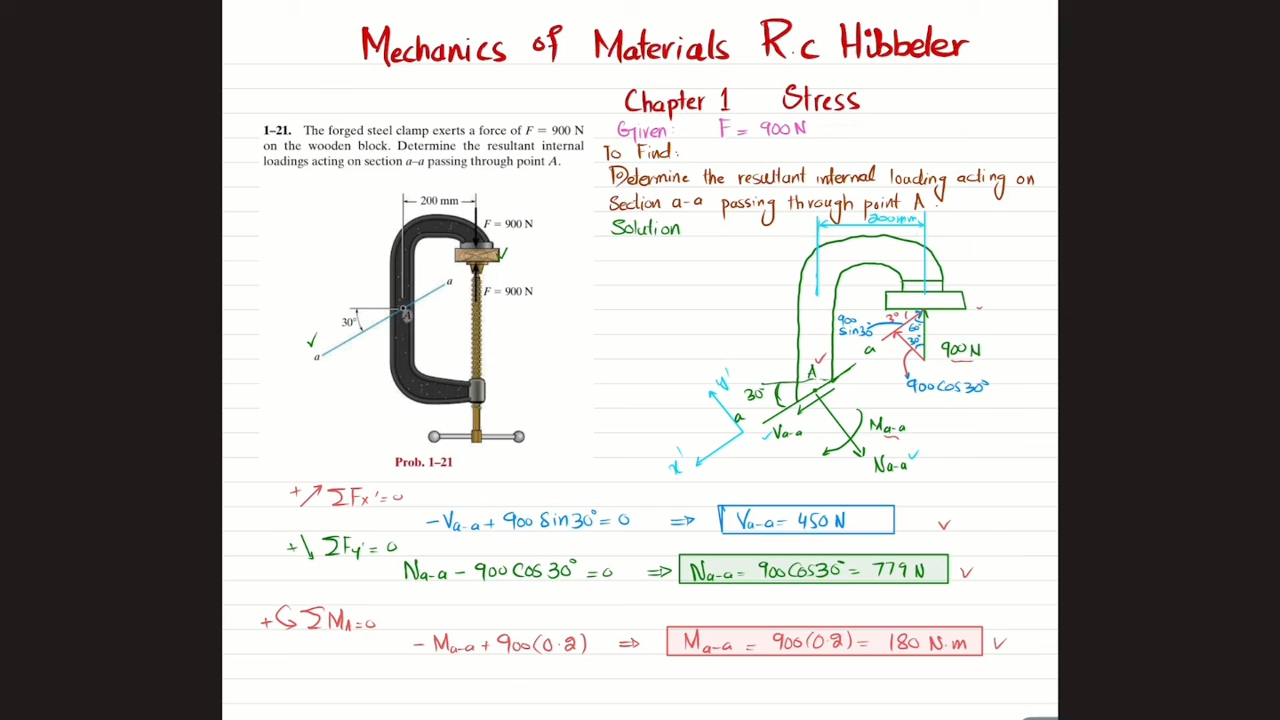 Mechanics of Materials R.c Hibbeler
Chapter 1 Stress
1–21. The forged steel clamp exerts a force of F = 900 N
on the wooden block. Determine the resultant internal
loadings acting on section a–a passing through point A.
200 mm
F = 900 N
a
F = 900 N
A
30°
a
Prob. 1–21
Given: F = 900 N
To Find:
Determine the resultant internal loading acting on
Section a-a passing through point A.
Solution
200mm
900
sin30°
30°
60°
30°
a
900 N
900 Cos 30°
A
30°
y'
a
Va-a
Ma-a
x'
Na-a
+↗ ΣFx' = 0
-Va-a + 900 Sin 30° = 0 ⇒ Va-a = 450 N
+↘ ΣFy' = 0
Na-a - 900 Cos 30° = 0 ⇒ Na-a = 900 Cos 30° = 779 N
+↺ ΣMA = 0
- Ma-a + 900(0.2) ⇒ Ma-a = 900(0.2) = 180 N.m